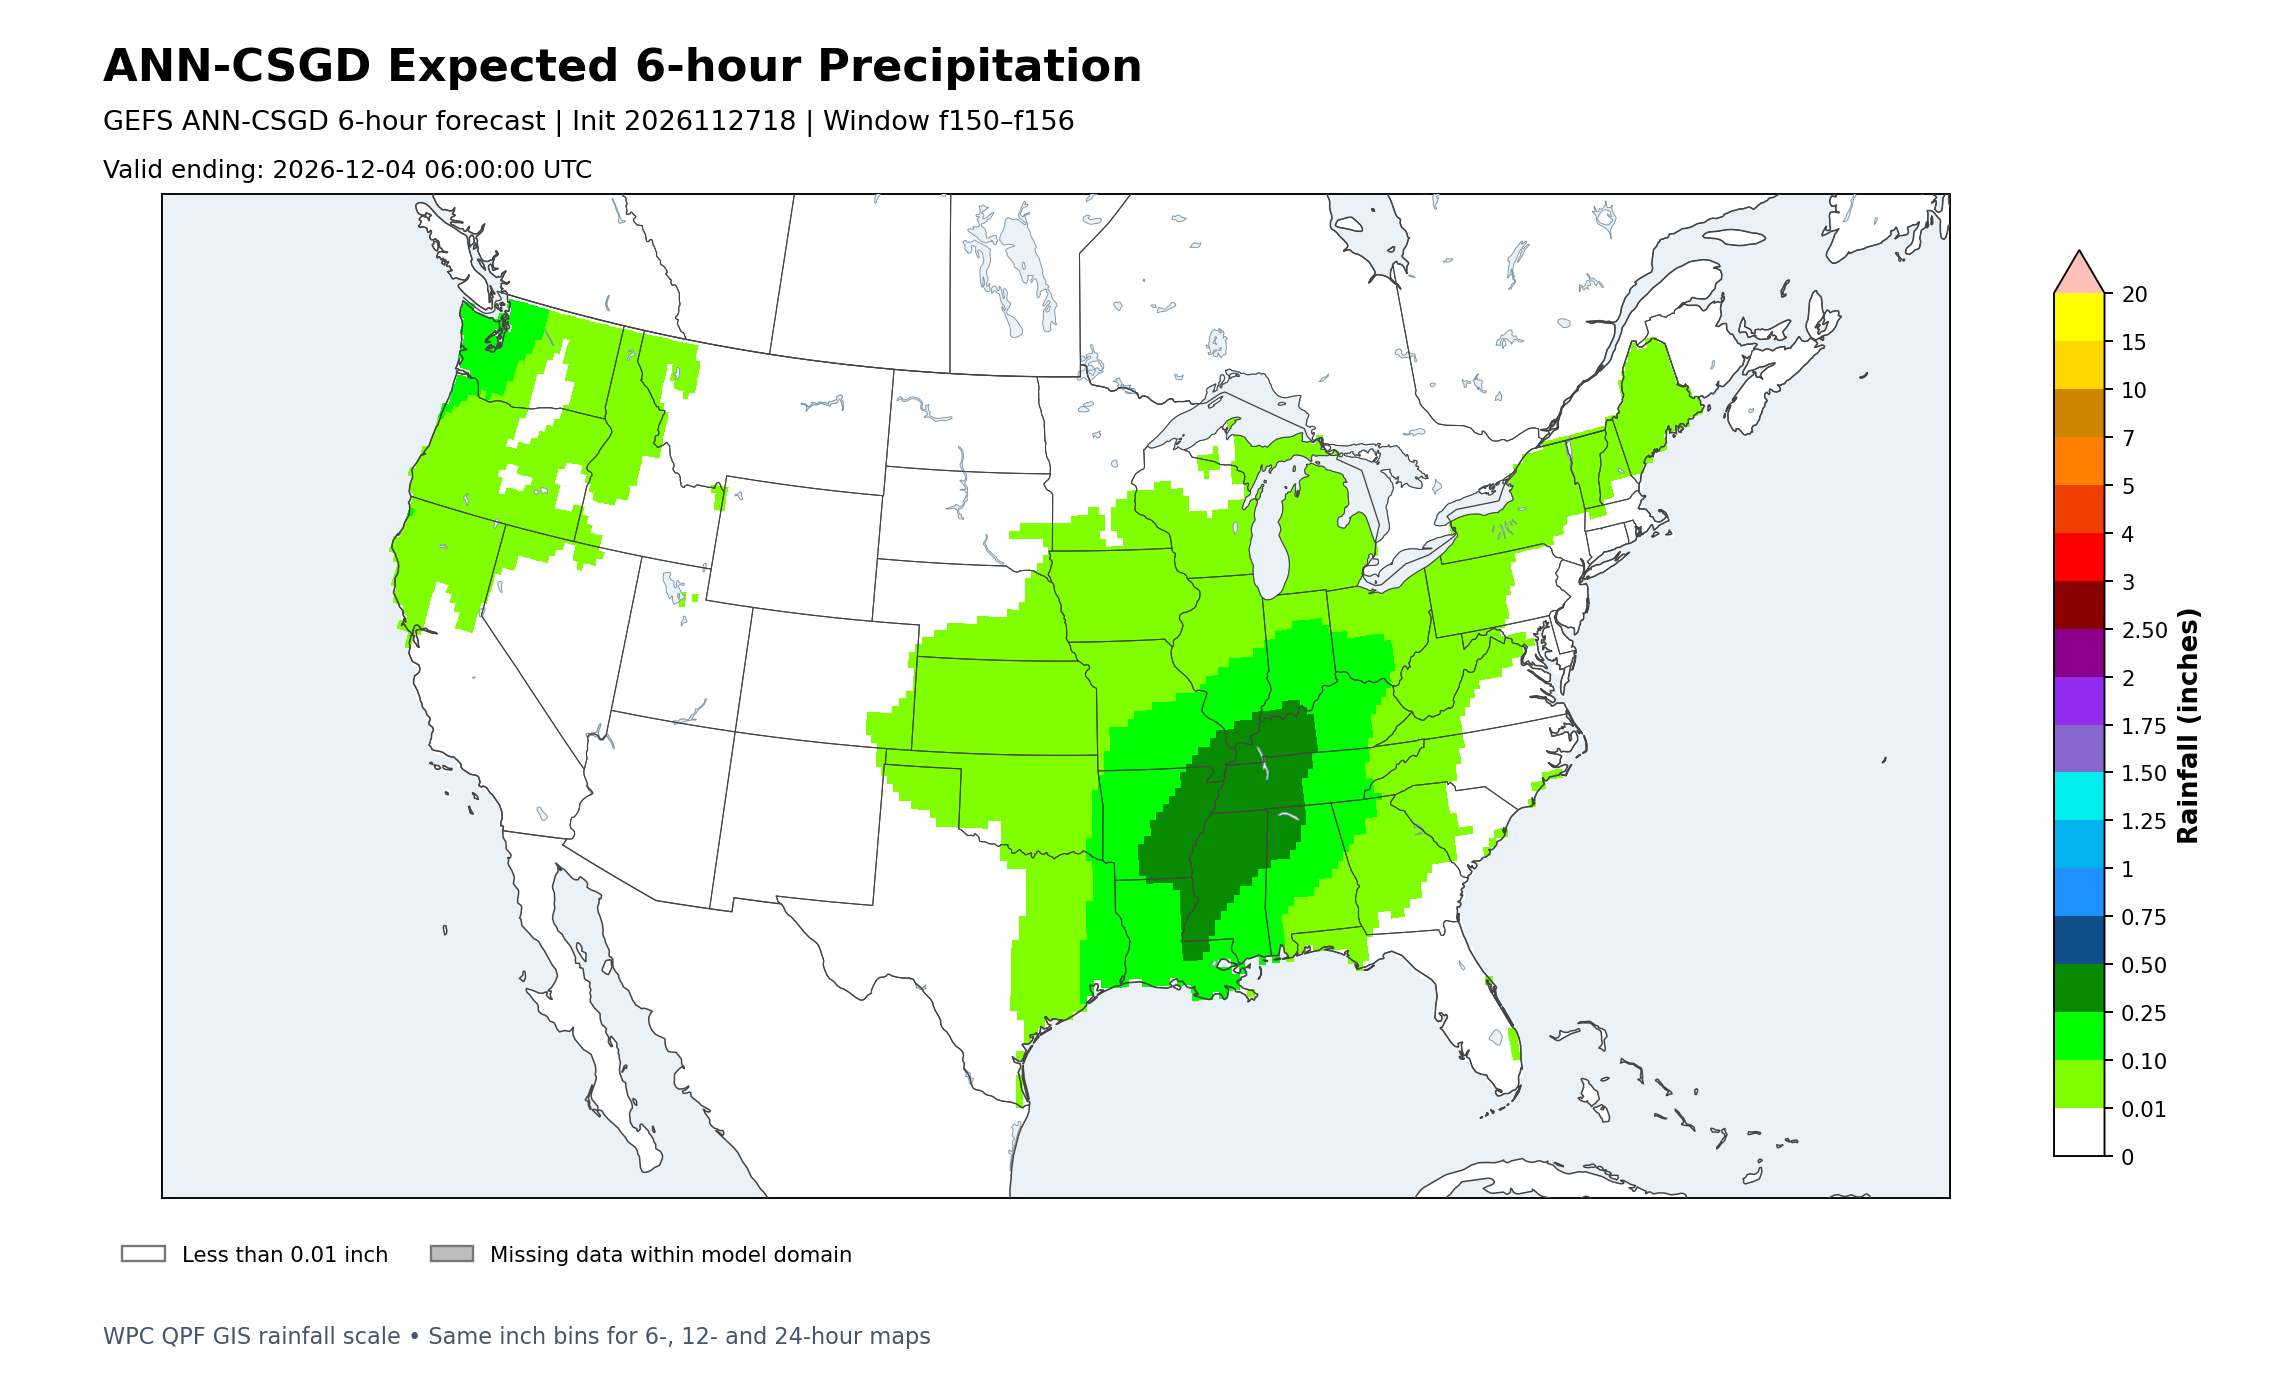 ANN-CSGD Expected 6-hour Precipitation
GEFS ANN-CSGD 6-hour forecast | Init 2026112718 | Window f150–f156
Valid ending: 2026-12-04 06:00:00 UTC
20
15
10
7
5
4
3
2.50
2
1.75
1.50
1.25
1
0.75
0.50
0.25
0.10
0.01
0
Rainfall (inches)
Less than 0.01 inch
Missing data within model domain
WPC QPF GIS rainfall scale • Same inch bins for 6-, 12- and 24-hour maps